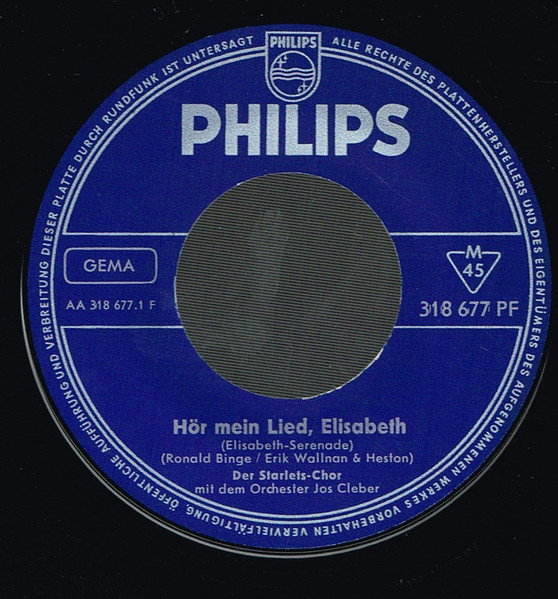 ALLE RECHTE DES PLATTENHERSTELLERS UND DES EIGENTÜMERS DES AUFGENOMMENEN WERKES VORBEHALTEN VERVIELFÄLTIGUNG, ÖFFENTLICHE AUFFÜHRUNG UND VERBREITUNG DIESER PLATTE DURCH RUNDFUNK IST UNTERSAGT
PHILIPS
PHILIPS
GEMA
M
45
AA 318 677.1 F
318 677 PF
Hör mein Lied, Elisabeth
(Elisabeth-Serenade)
(Ronald Binge / Erik Wallnan & Heston)
Der Starlets-Chor
mit dem Orchester Jos Cleber